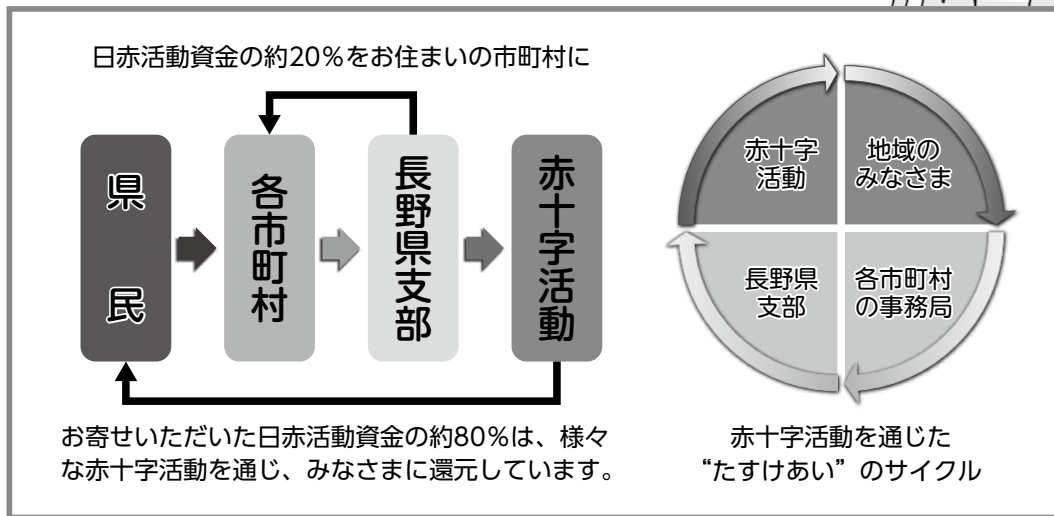 日赤活動資金の約20%をお住まいの市町村に
県民
各市町村
長野県支部
赤十字活動
お寄せいただいた日赤活動資金の約80%は、様々
な赤十字活動を通じ、みなさまに還元しています。
赤十字
活動
地域の
みなさま
長野県
支部
各市町村
の事務局
赤十字活動を通じた
“たすけあい”のサイクル